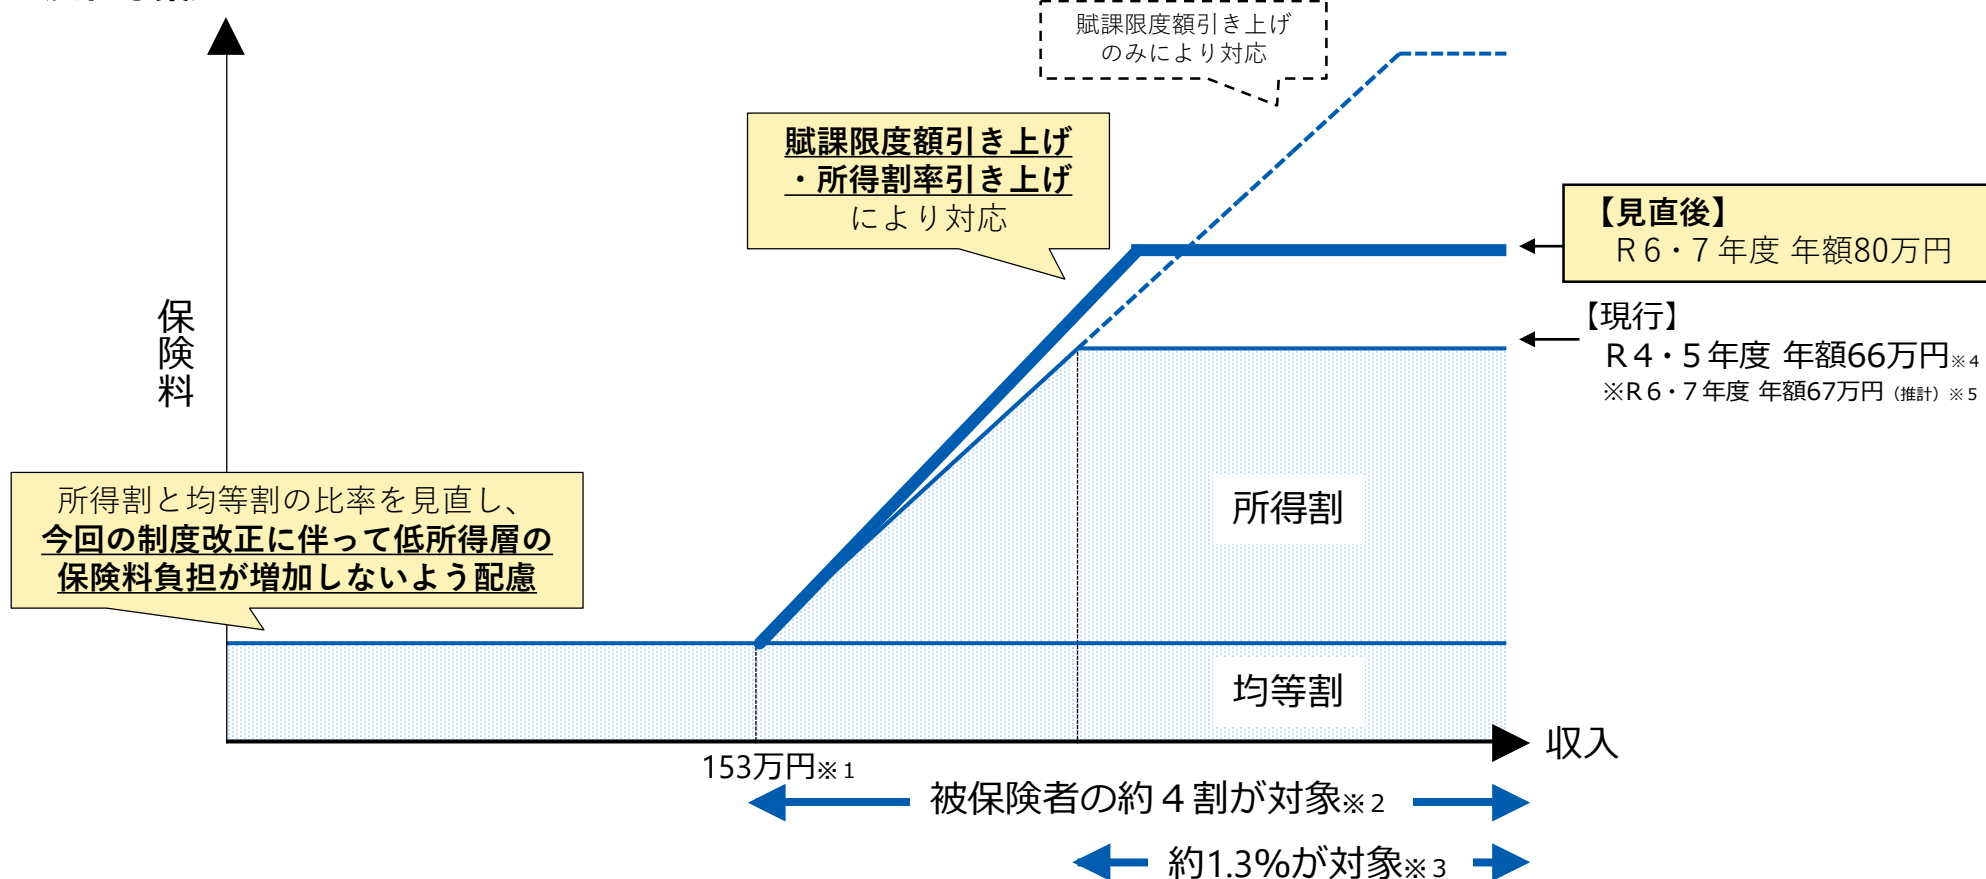 賦課限度額引き上げ
のみにより対応
賦課限度額引き上げ
・所得割率引き上げ
により対応
【見直後】
R６・７年度 年額80万円
【現行】
R４・５年度 年額66万円※４
※R６・７年度 年額67万円（推計）※５
保険料
所得割と均等割の比率を見直し、
今回の制度改正に伴って低所得層の
保険料負担が増加しないよう配慮
所得割
均等割
収入
153万円※１
被保険者の約４割が対象※２
約1.3%が対象※３